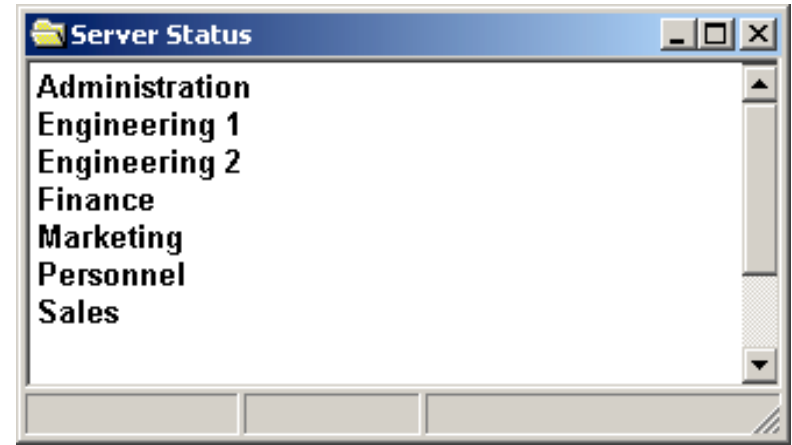 Server Status
Administration
Engineering 1
Engineering 2
Finance
Marketing
Personnel
Sales